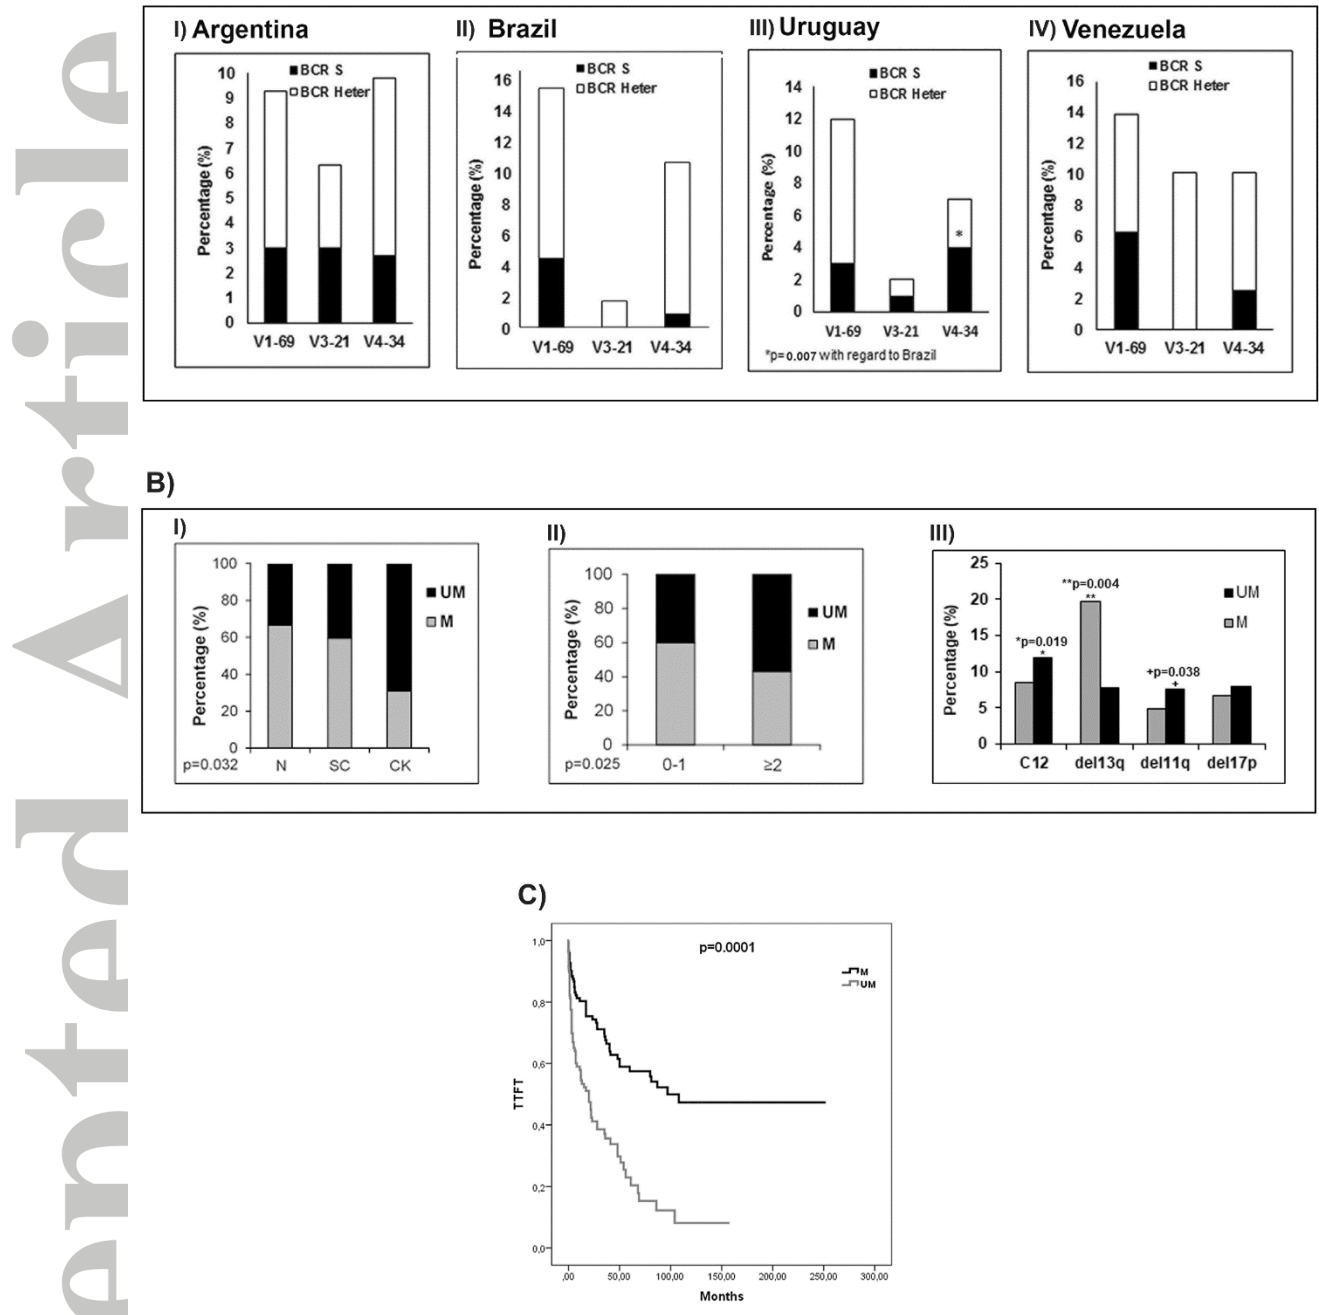 ented Article
I) Argentina
BCR S
BCR Heter
Percentage (%)
10
9
8
7
6
5
4
3
2
1
0
V1-69 V3-21 V4-34
II) Brazil
BCR S
BCR Heter
Percentage (%)
16
14
12
10
8
6
4
2
0
V1-69 V3-21 V4-34
III) Uruguay
BCR S
BCR Heter
Percentage (%)
14
12
10
8
6
4
2
0
*
V1-69 V3-21 V4-34
*p=0.007 with regard to Brazil
IV) Venezuela
BCR S
BCR Heter
Percentage (%)
16
14
12
10
8
6
4
2
0
V1-69 V3-21 V4-34
B)
I)
Percentage (%)
100
80
60
40
20
0
UM
M
p=0.032 N SC CK
II)
Percentage (%)
100
80
60
40
20
0
UM
M
p=0.025 0-1 ≥2
III)
Percentage (%)
25
20
15
10
5
0
**p=0.004
**
*p=0.019
*
+p=0.038
+
UM
M
C12 del13q del11q del17p
C)
p=0.0001
M
UM
TTFT
1,0
0,8
0,6
0,4
0,2
0,0
,00 50,00 100,00 150,00 200,00 250,00 300,00
Months